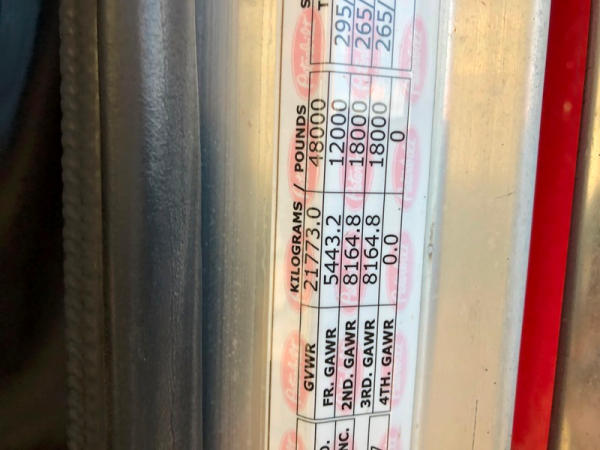 KILOGRAMS / POUNDS
GVWR 21773.0 48000
FR. GAWR 5443.2 12000 295/
2ND. GAWR 8164.8 18000 265/
3RD. GAWR 8164.8 18000 265/
4TH. GAWR 0.0 0